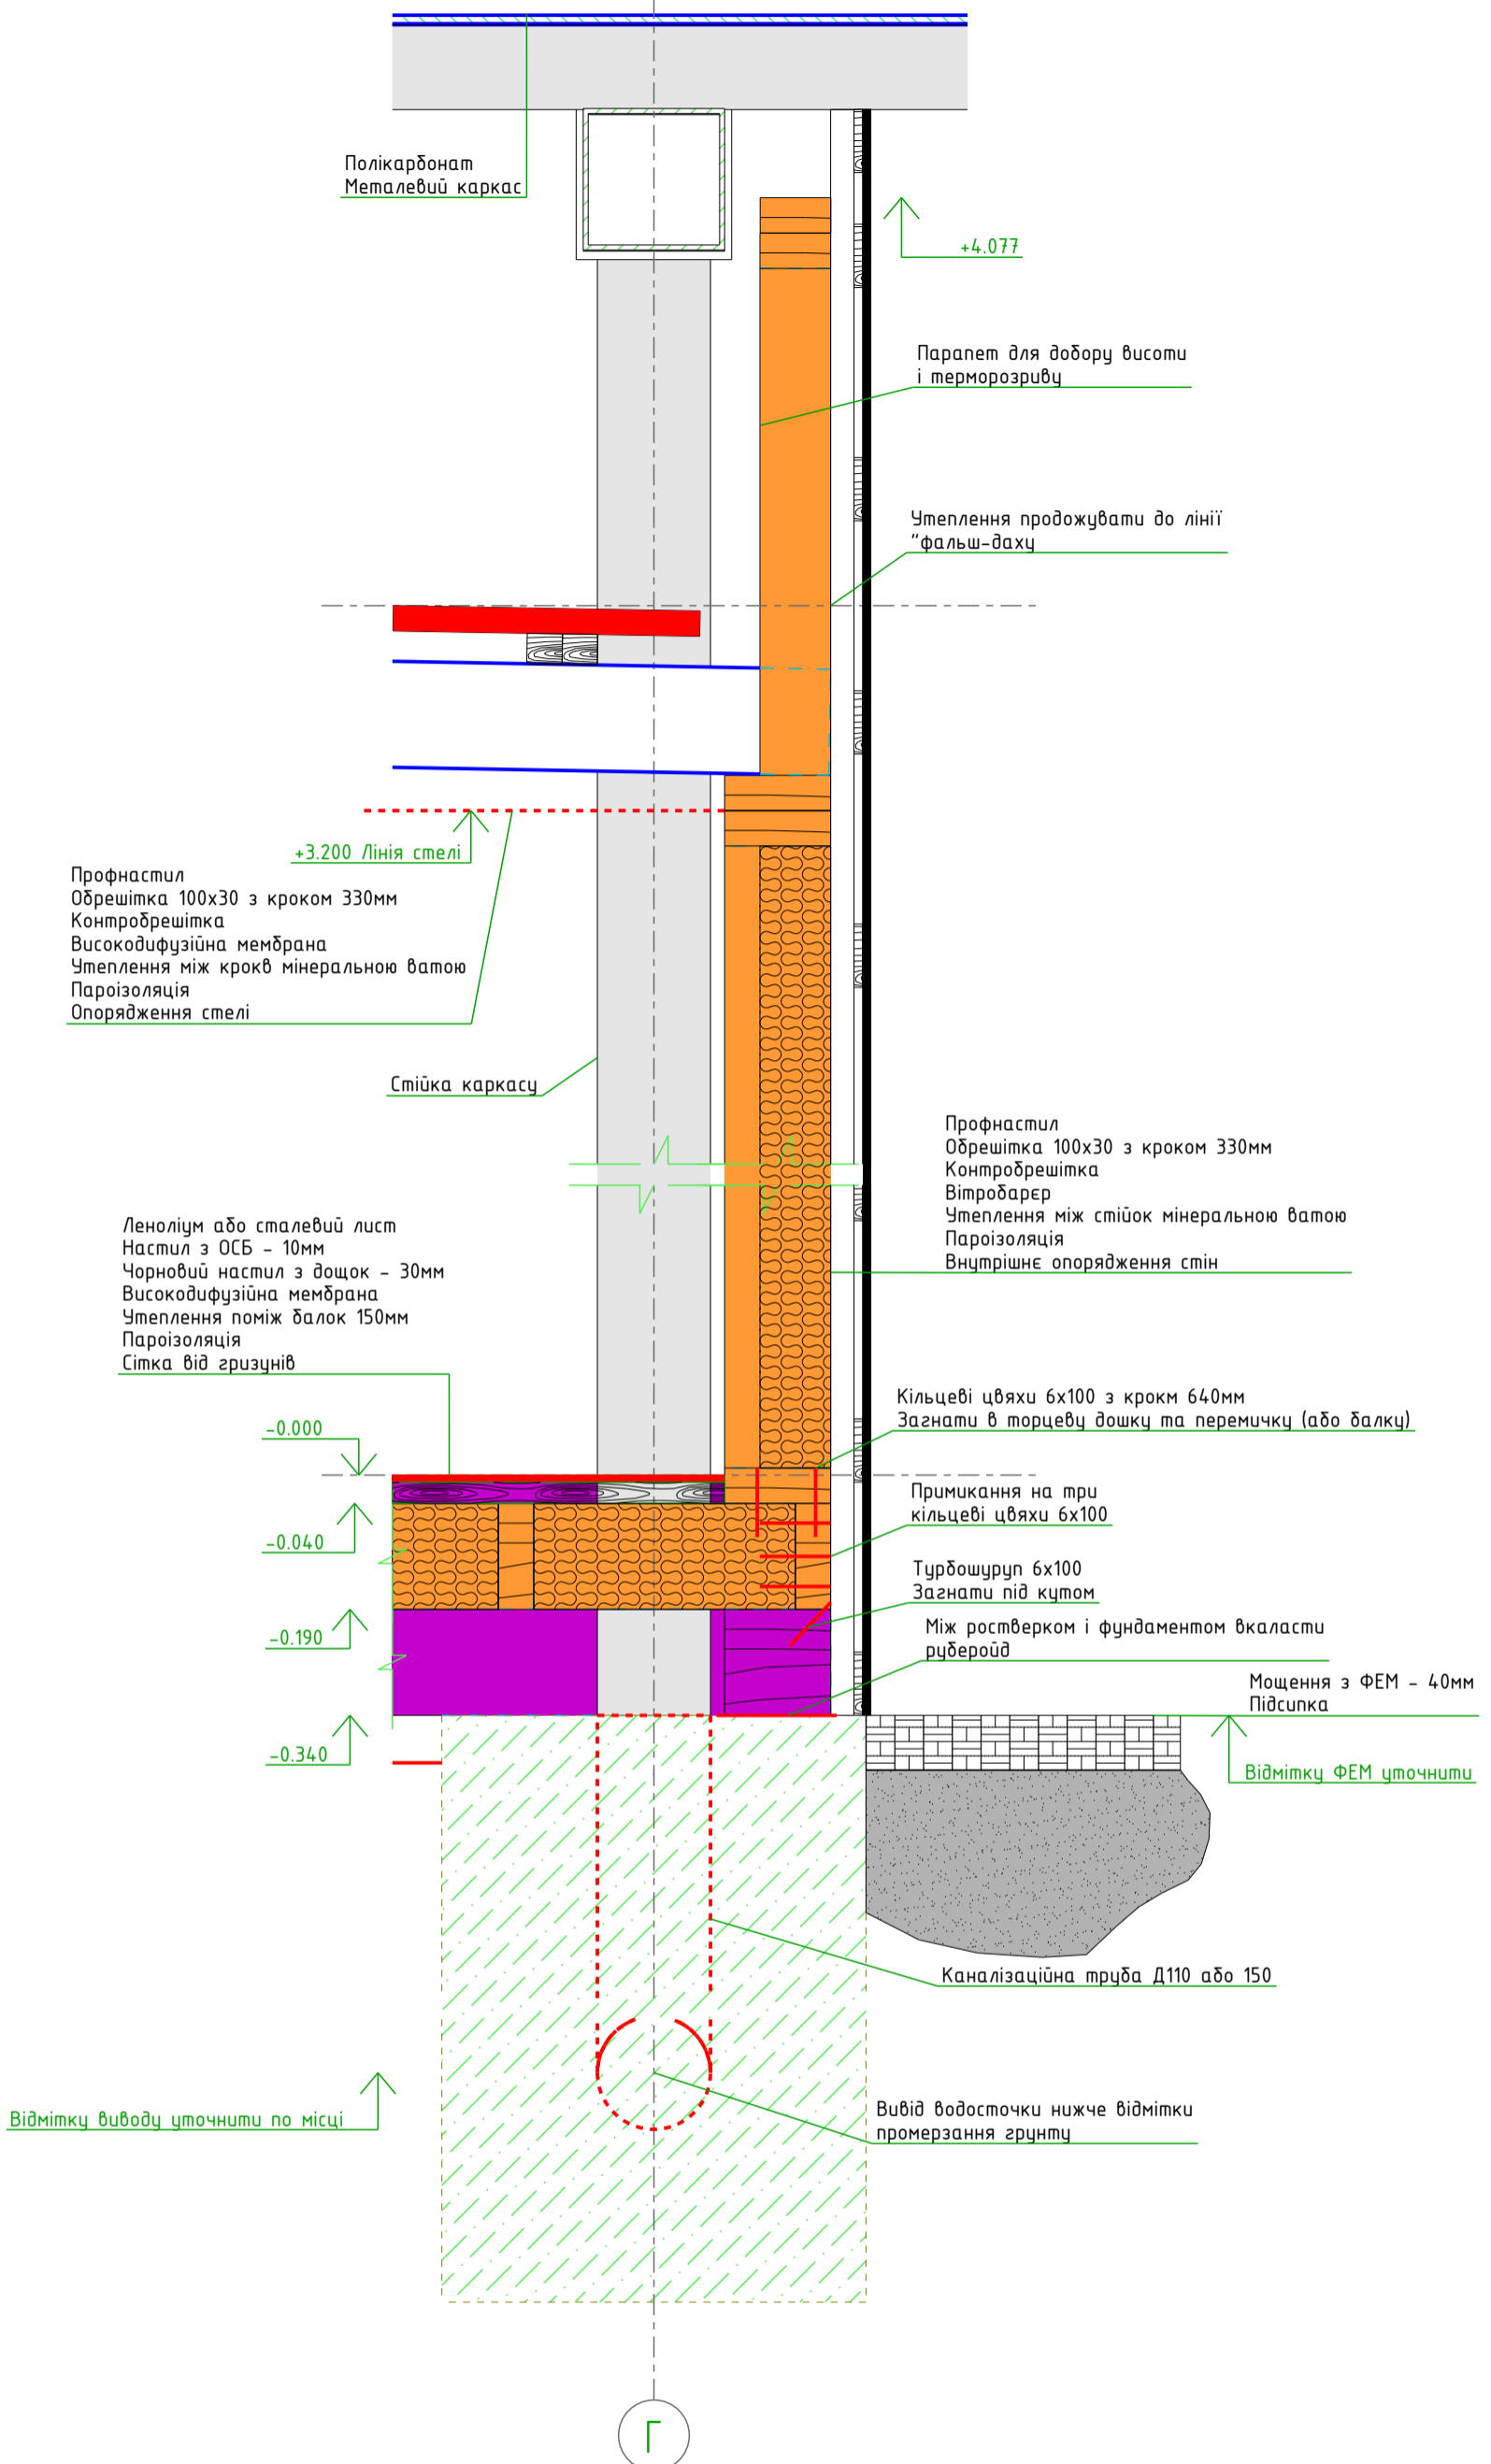 Полікарбонат
Металевий каркас
+4.077
Парапет для добору висоти
і терморозриву
Утеплення продожувати до лінії
"фальш-даху
+3.200 Лінія стелі
Профнастил
Обрешітка 100х30 з кроком 330мм
Контробрешітка
Високодифузійна мембрана
Утеплення між крокв мінеральною ватою
Пароізоляція
Опорядження стелі
Стійка каркасу
Профнастил
Обрешітка 100х30 з кроком 330мм
Контробрешітка
Вітробарєр
Утеплення між стійок мінеральною ватою
Пароізоляція
Внутрішнє опорядження стін
Леноліум або сталевий лист
Настил з ОСБ - 10мм
Чорновий настил з дощок - 30мм
Високодифузійна мембрана
Утеплення поміж балок 150мм
Пароізоляція
Сітка від гризунів
Кільцеві цвяхи 6х100 з крокм 640мм
Загнати в торцеву дошку та перемичку (або балку)
-0.000
Примикання на три
кільцеві цвяхи 6х100
-0.040
Турбошуруп 6х100
Загнати під кутом
-0.190
Між ростверком і фундаментом вкаласти
руберойд
Мощення з ФЕМ - 40мм
Підсипка
-0.340
Відмітку ФЕМ уточнити
Каналізаційна труба Д110 або 150
Відмітку виводу уточнити по місці
Вивід водосточки нижче відмітки
промерзання грунту
Г